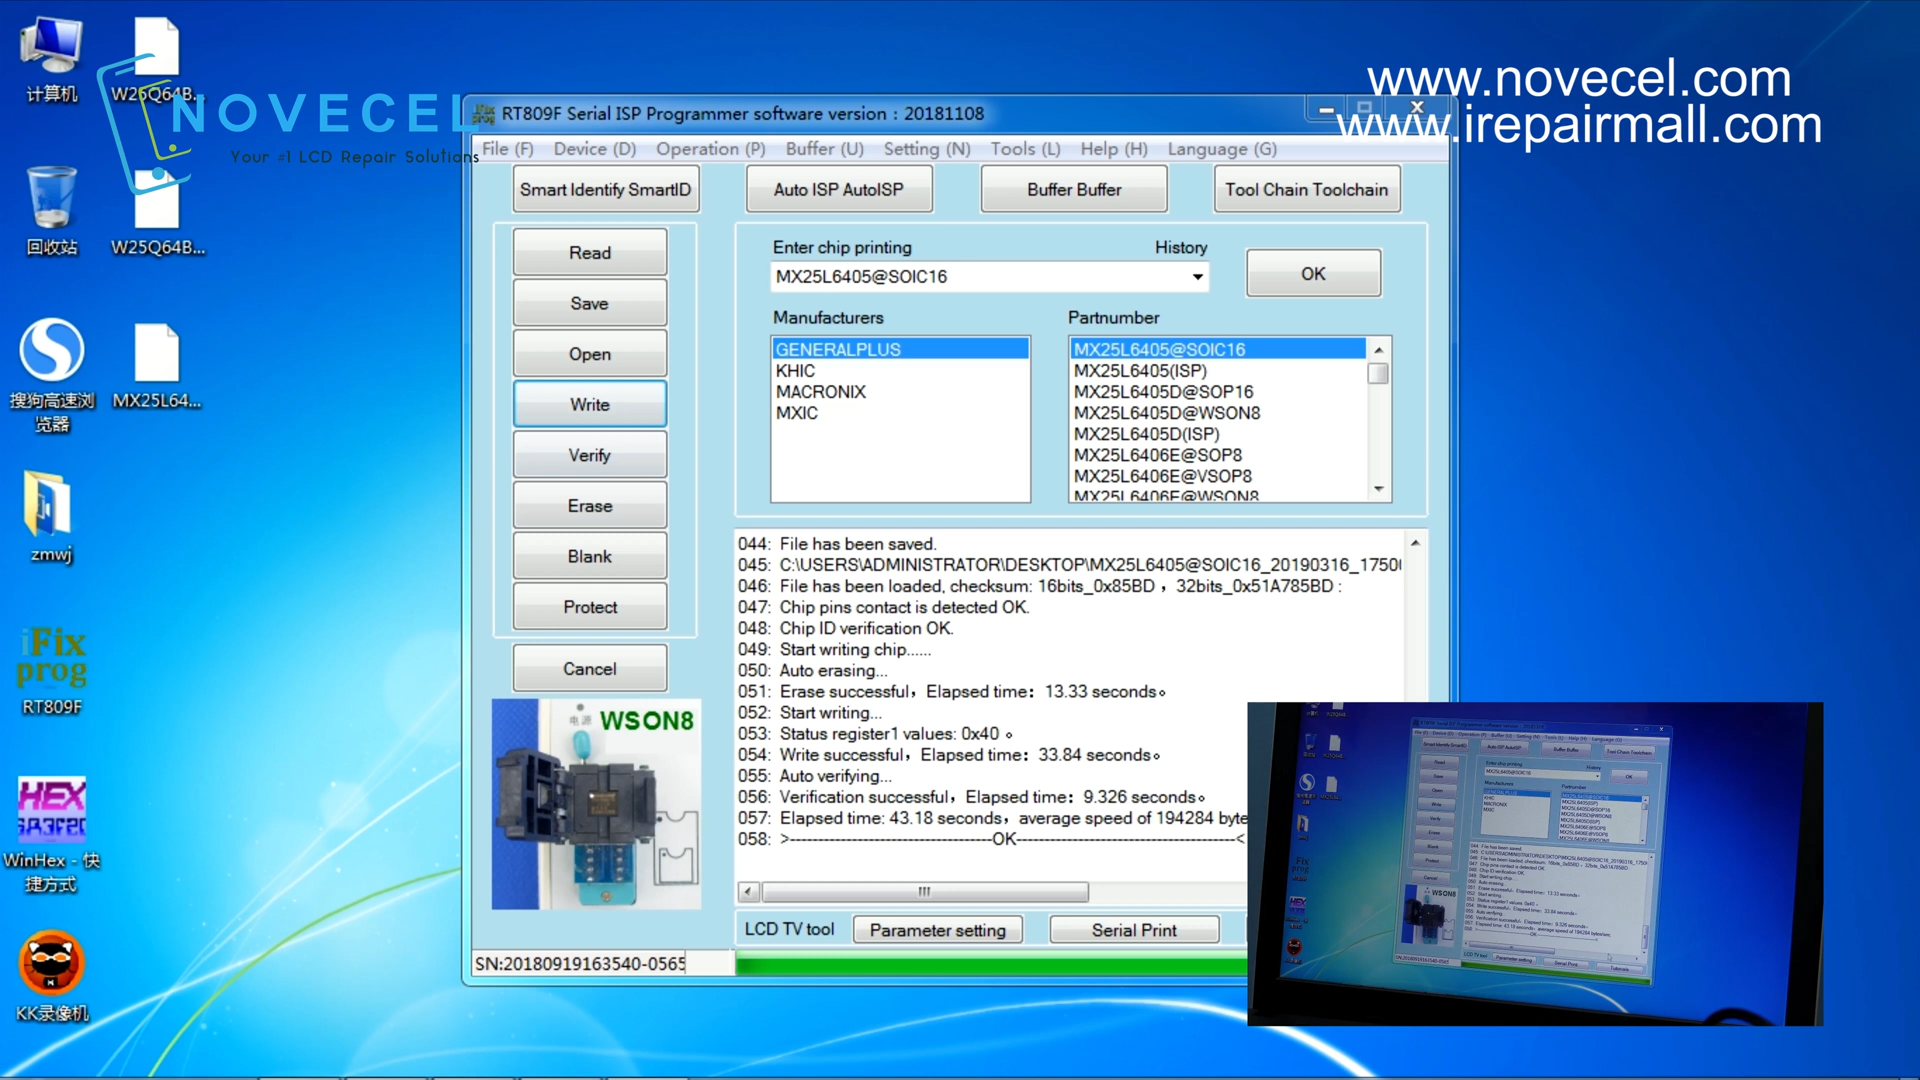 计算机
W25Q64B...
回收站
W25Q64B...
搜狗高速浏
览器
MX25L64...
zmwj
iFix
prog
RT809F
HEX
WinHex - 快
捷方式
KK录像机
NOVECEL
Your #1 LCD Repair Solutions
www.novecel.com
www.irepairmall.com
RT809F Serial ISP Programmer software version : 20181108
File (F) Device (D) Operation (P) Buffer (U) Setting (N) Tools (L) Help (H) Language (G)
Smart Identify SmartID
Auto ISP AutoISP
Buffer Buffer
Tool Chain Toolchain
Read
Save
Open
Write
Verify
Erase
Blank
Protect
Cancel
Enter chip printing
History
MX25L6405@SOIC16
OK
Manufacturers
GENERALPLUS
KHIC
MACRONIX
MXIC
Partnumber
MX25L6405@SOIC16
MX25L6405(ISP)
MX25L6405D@SOP16
MX25L6405D@WSON8
MX25L6405D(ISP)
MX25L6406E@SOP8
MX25L6406E@VSOP8
MX25L6406E@WSON8
044: File has been saved.
045: C:\USERS\ADMINISTRATOR\DESKTOP\MX25L6405@SOIC16_20190316_1750
046: File has been loaded, checksum: 16bits_0x85BD，32bits_0x51A785BD :
047: Chip pins contact is detected OK.
048: Chip ID verification OK.
049: Start writing chip......
050: Auto erasing...
051: Erase successful，Elapsed time：13.33 seconds。
052: Start writing...
053: Status register1 values: 0x40 。
054: Write successful，Elapsed time：33.84 seconds。
055: Auto verifying...
056: Verification successful，Elapsed time：9.326 seconds。
057: Elapsed time: 43.18 seconds，average speed of 194284 byte
058: >--------------------------------OK--------------------------------<
电源 WSON8
LCD TV tool
Parameter setting
Serial Print
SN:20180919163540-0565